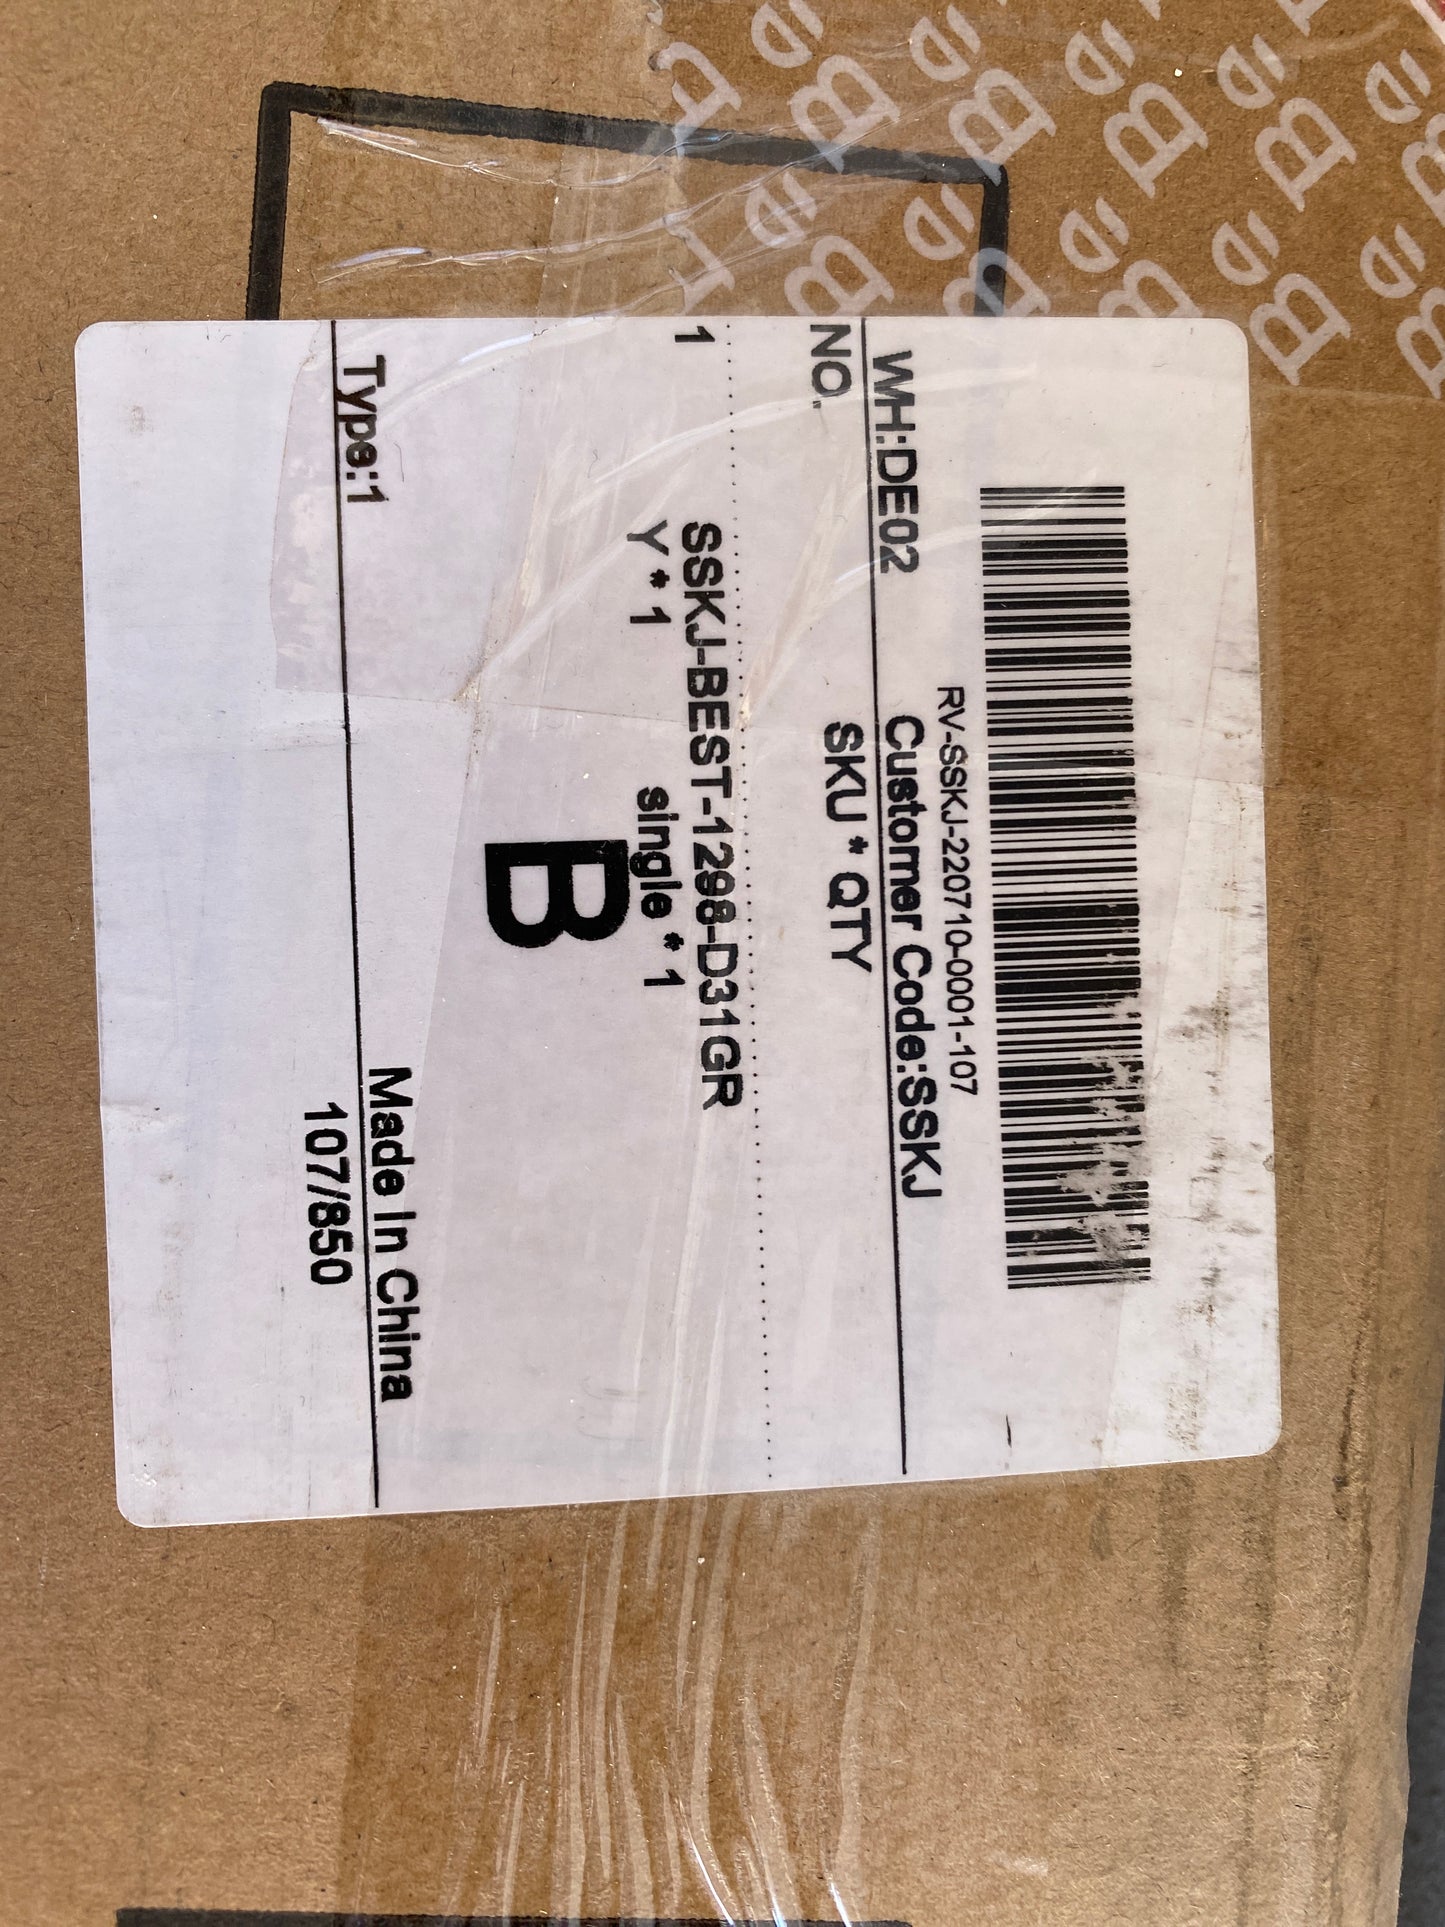 RV-SSKJ-220710-0001-107
WH:DE02 Customer Code:SSKJ
NO. SKU * QTY
1 SSKJ-BEST-1298-D31GR
Y * 1 single * 1
B
Type:1 Made In China
107/850